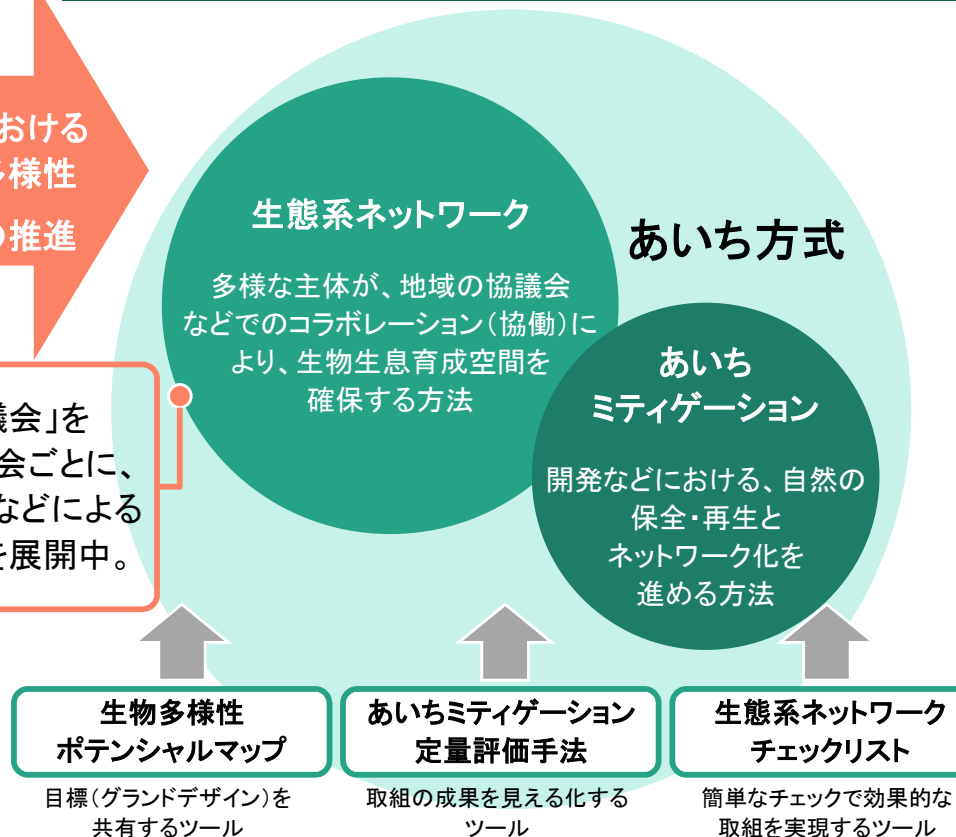 おける
多様性
の推進
生態系ネットワーク
多様な主体が、地域の協議会
などでのコラボレーション（協働）に
より、生物生息育成空間を
確保する方法
あいち方式
あいち
ミティゲーション
開発などにおける、自然の
保全・再生と
ネットワーク化を
進める方法
議会」を
会ごとに、
などによる
を展開中。
生物多様性
ポテンシャルマップ
目標（グランドデザイン）を
共有するツール
あいちミティゲーション
定量評価手法
取組の成果を見える化する
ツール
生態系ネットワーク
チェックリスト
簡単なチェックで効果的な
取組を実現するツール